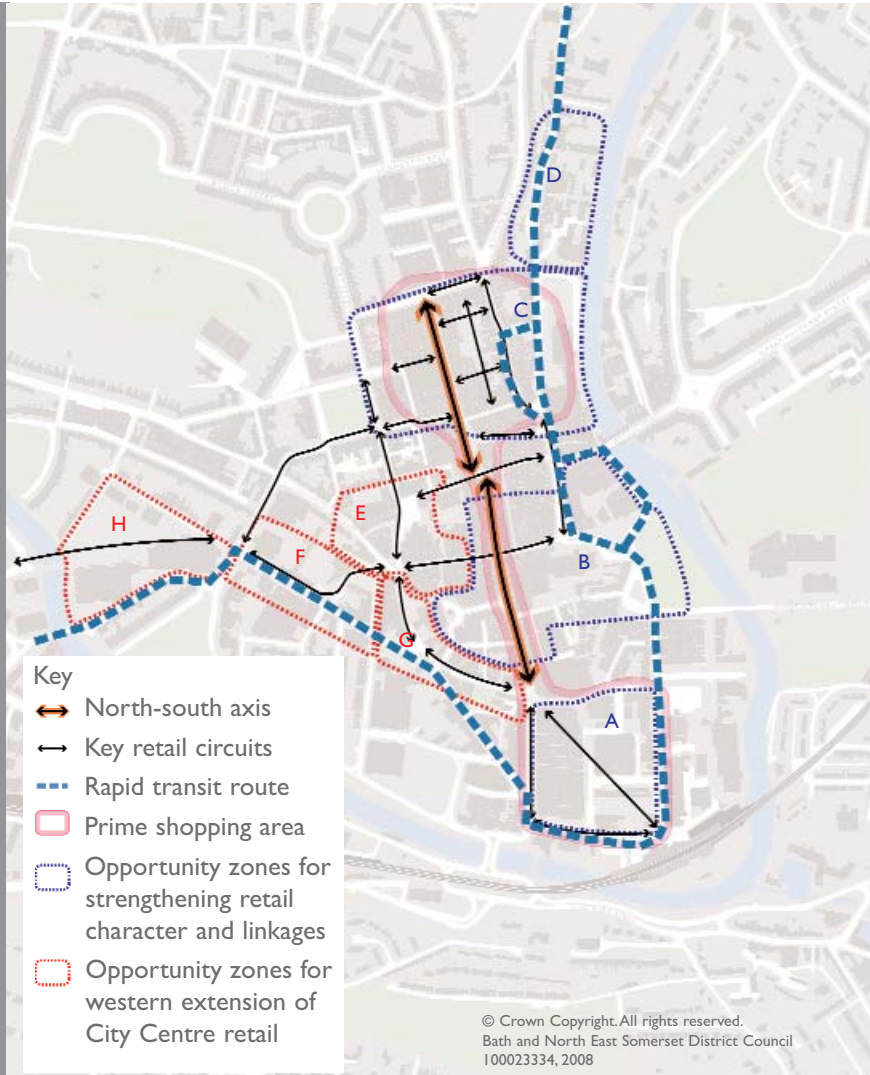 D
C
E
H
F
B
G
A
Key
North-south axis
Key retail circuits
Rapid transit route
Prime shopping area
Opportunity zones for
strengthening retail
character and linkages
Opportunity zones for
western extension of
City Centre retail
© Crown Copyright. All rights reserved.
Bath and North East Somerset District Council
100023334, 2008